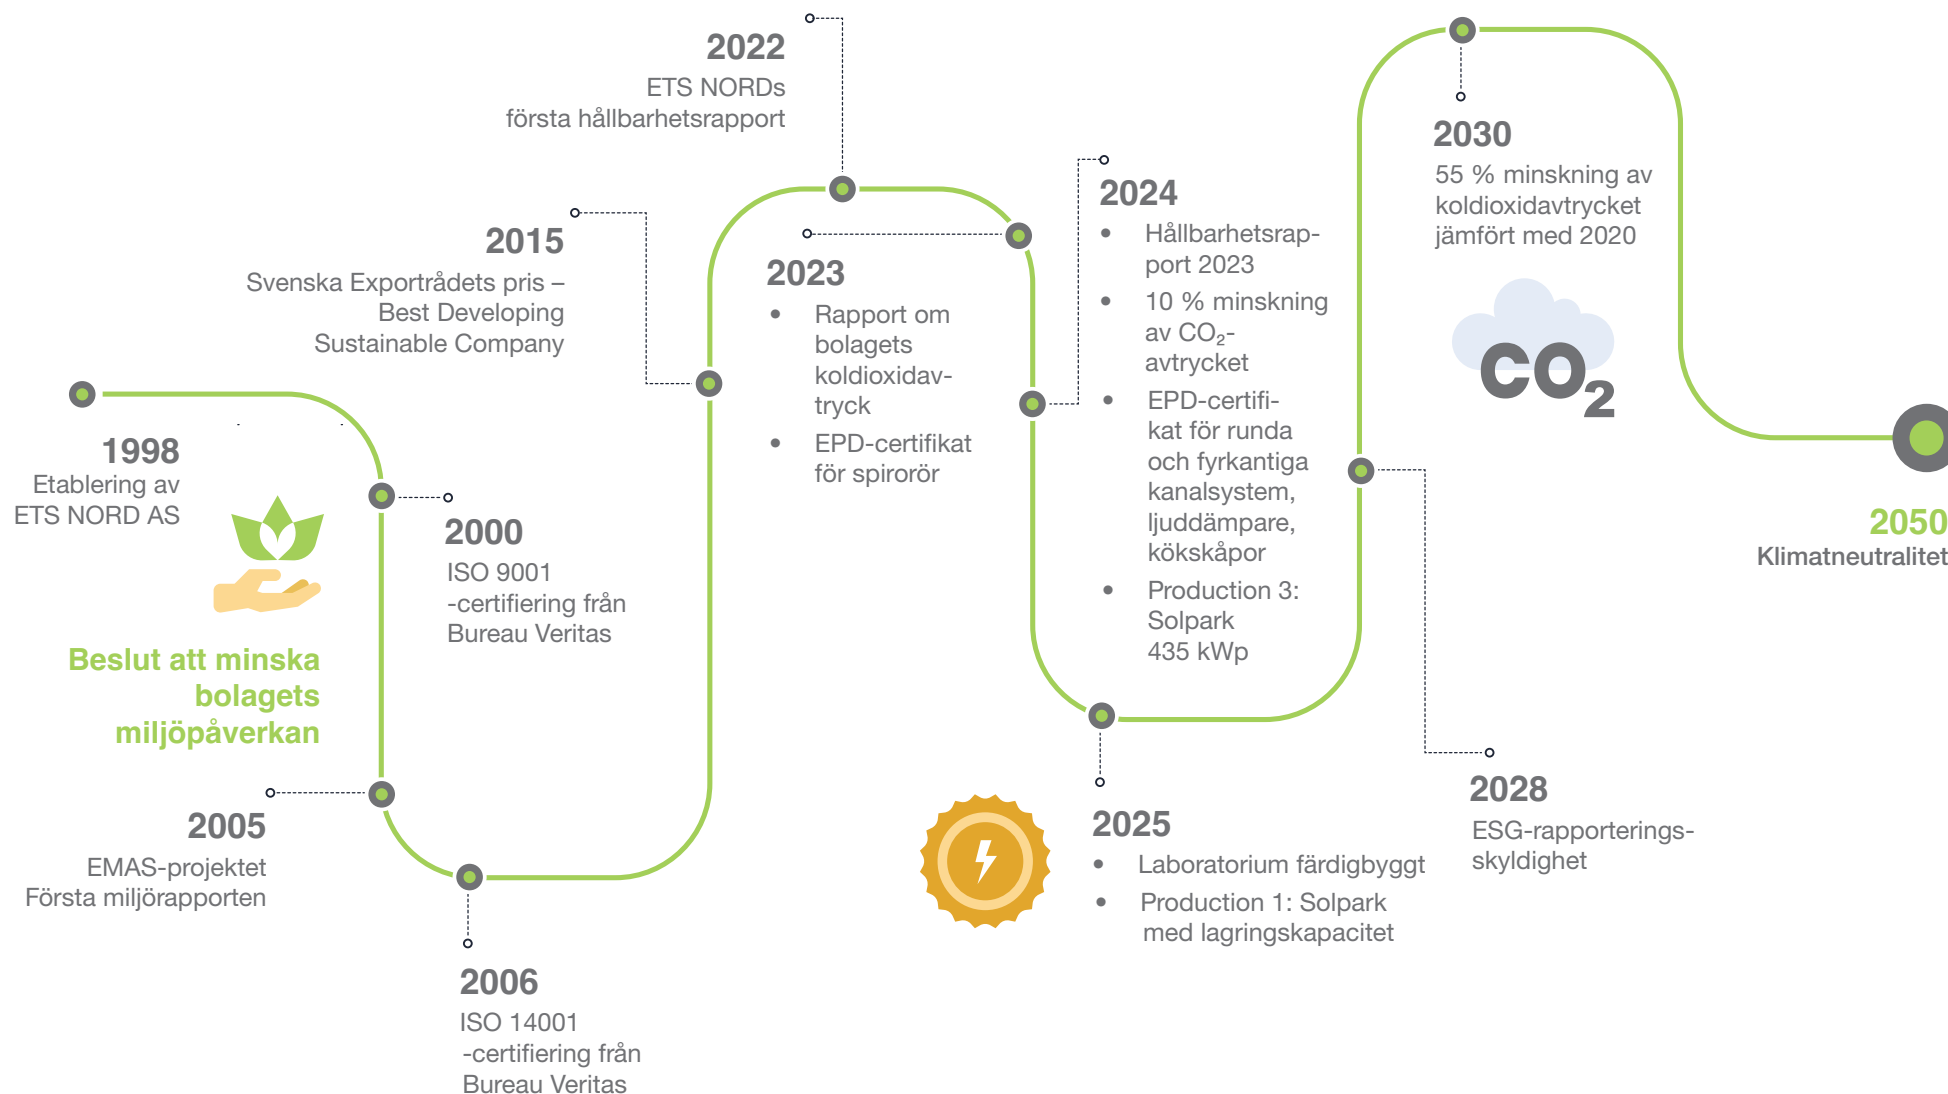 1998
Etablering av
ETS NORD AS
Beslut att minska
bolagets
miljöpåverkan
2000
ISO 9001
-certifiering från
Bureau Veritas
2005
EMAS-projektet
Första miljörapporten
2006
ISO 14001
-certifiering från
Bureau Veritas
2015
Svenska Exportrådets pris –
Best Developing
Sustainable Company
2022
ETS NORDs
första hållbarhetsrapport
2023
• Rapport om
bolagets
koldioxidav-
tryck
• EPD-certifikat
för spirorör
2024
• Hållbarhetsrap-
port 2023
• 10 % minskning
av CO₂-
avtrycket
• EPD-certifi-
kat för runda
och fyrkantiga
kanalsystem,
ljuddämpare,
kökskåpor
• Production 3:
Solpark
435 kWp
2025
• Laboratorium färdigbyggt
• Production 1: Solpark
med lagringskapacitet
2028
ESG-rapporterings-
skyldighet
2030
55 % minskning av
koldioxidavtrycket
jämfört med 2020
CO₂
2050
Klimatneutralitet